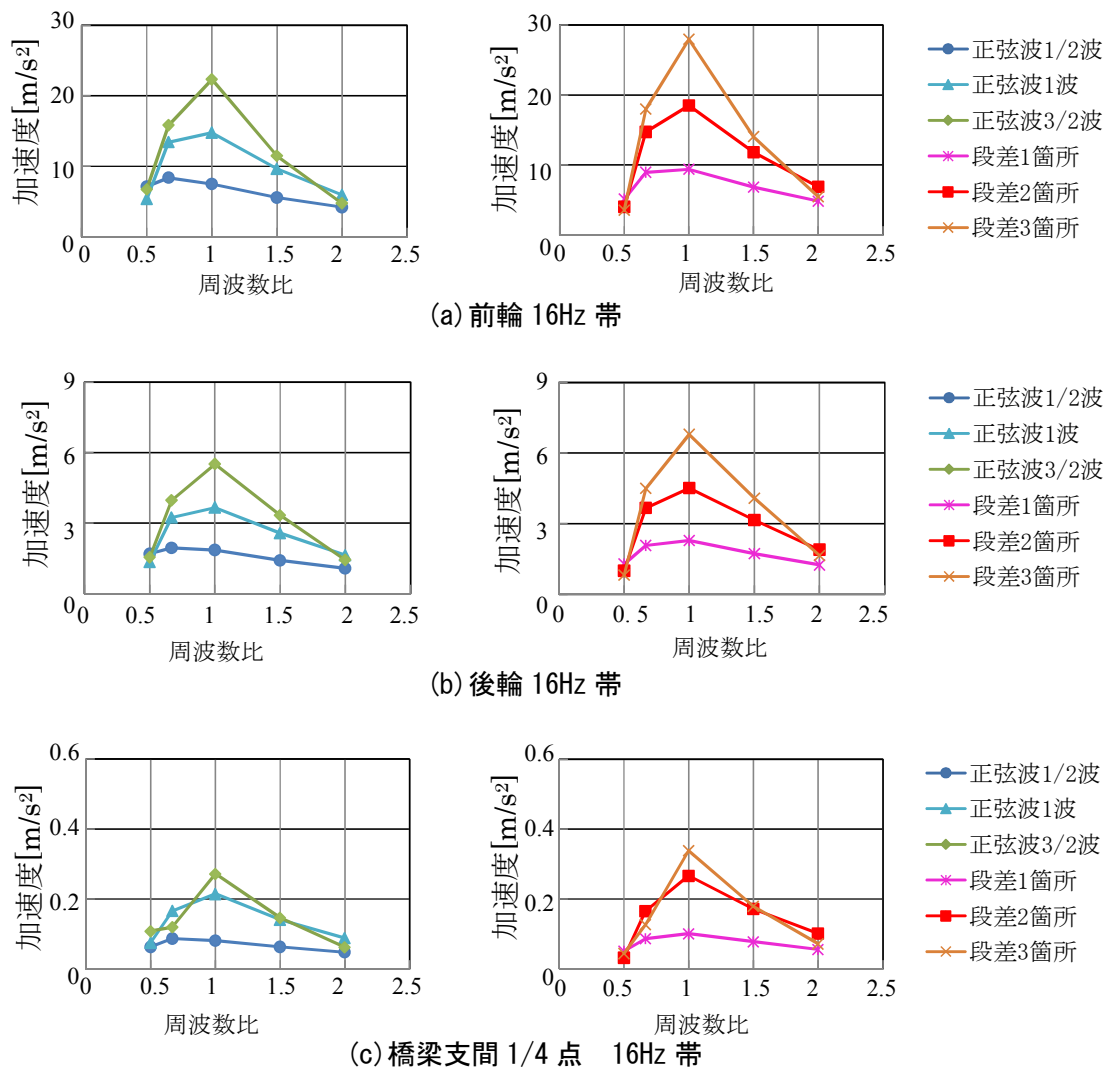 30
20
10
0
加速度[m/s²]
0
0.5
1
1.5
2
2.5
周波数比
30
20
10
0
加速度[m/s²]
0
0.5
1
1.5
2
2.5
周波数比
正弦波1/2波
正弦波1波
正弦波3/2波
段差1箇所
段差2箇所
段差3箇所
(a)前輪 16Hz 帯
9
6
3
0
加速度[m/s²]
0
0.5
1
1.5
2
2.5
周波数比
9
6
3
0
加速度[m/s²]
0
0.5
1
1.5
2
2.5
周波数比
正弦波1/2波
正弦波1波
正弦波3/2波
段差1箇所
段差2箇所
段差3箇所
(b)後輪 16Hz 帯
0.6
0.4
0.2
0
加速度[m/s²]
0
0.5
1
1.5
2
2.5
周波数比
0.6
0.4
0.2
0
加速度[m/s²]
0
0.5
1
1.5
2
2.5
周波数比
正弦波1/2波
正弦波1波
正弦波3/2波
段差1箇所
段差2箇所
段差3箇所
(c)橋梁支間 1/4 点　16Hz 帯